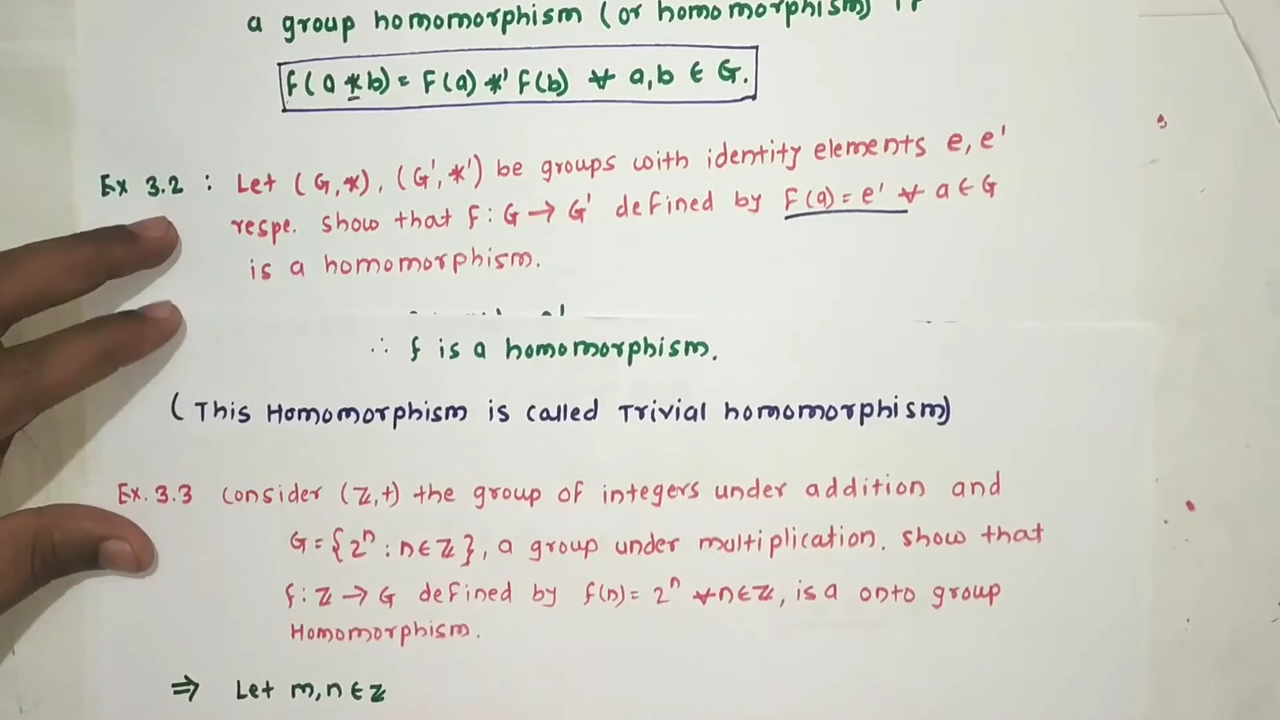 a group homomorphism (or homomorphism) if
f(a*b) = F(a) *' F(b) ∀ a,b ∈ G.
Ex 3.2 : Let (G,*), (G',*') be groups with identity elements e, e'
respe. show that f: G → G' defined by F(a) = e' ∀ a ∈ G
is a homomorphism.
∴ f is a homomorphism.
(This Homomorphism is called Trivial homomorphism)
Ex. 3.3 consider (Z,+) the group of integers under addition and
G = {2ⁿ : n ∈ Z}, a group under multiplication. show that
f: Z → G defined by f(n) = 2ⁿ ∀ n ∈ Z, is a onto group
Homomorphism.
⇒ Let m,n ∈ Z